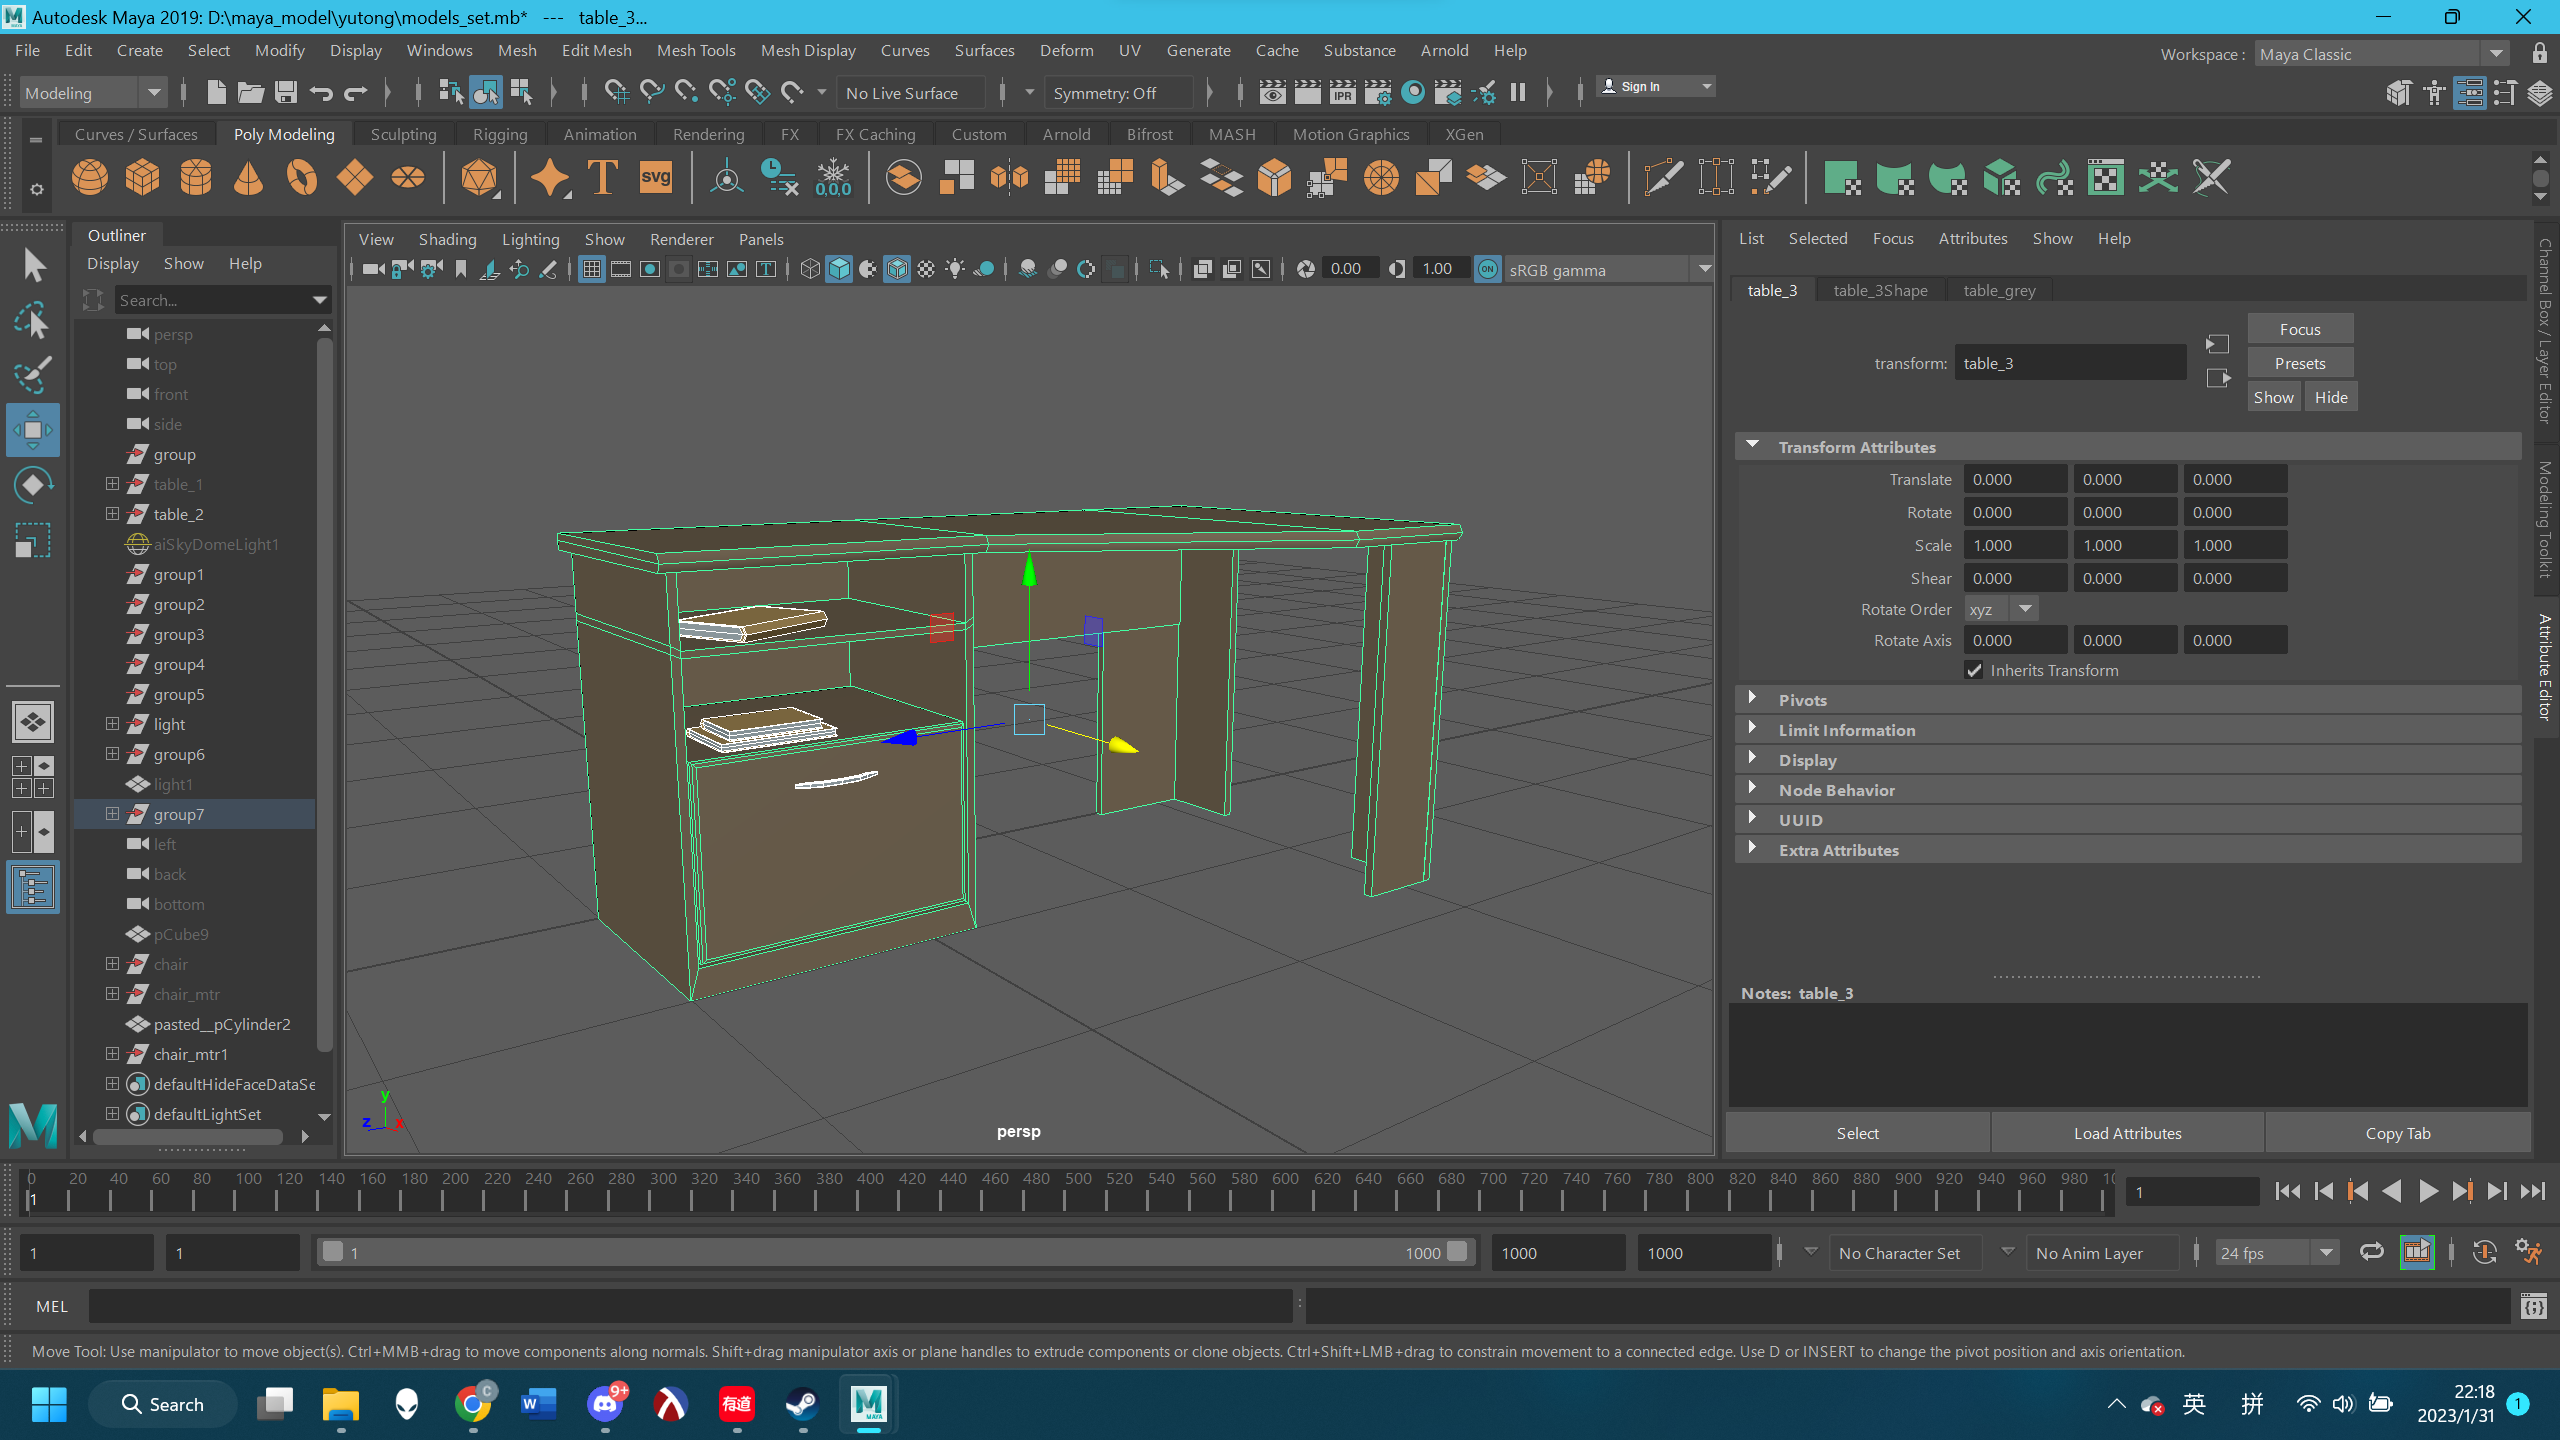 Autodesk Maya 2019: D:\maya_model\yutong\models_set.mb* --- table_3...
File Edit Create Select Modify Display Windows Mesh Edit Mesh Mesh Tools Mesh Display Curves Surfaces Deform UV Generate Cache Substance Arnold Help
Workspace : Maya Classic
Modeling No Live Surface Symmetry: Off IPR Sign In
Curves / Surfaces Poly Modeling Sculpting Rigging Animation Rendering FX FX Caching Custom Arnold Bifrost MASH Motion Graphics XGen
T svg 0,0,0
Outliner
Display Show Help
Search...
persp
top
front
side
group
table_1
table_2
aiSkyDomeLight1
group1
group2
group3
group4
group5
light
group6
light1
group7
left
back
bottom
pCube9
chair
chair_mtr
pasted__pCylinder2
chair_mtr1
defaultHideFaceDataSe
defaultLightSet
View Shading Lighting Show Renderer Panels
0.00 1.00 ON sRGB gamma
y
z x
persp
List Selected Focus Attributes Show Help
table_3 table_3Shape table_grey
transform: table_3
Focus
Presets
Show Hide
Transform Attributes
Translate 0.000 0.000 0.000
Rotate 0.000 0.000 0.000
Scale 1.000 1.000 1.000
Shear 0.000 0.000 0.000
Rotate Order xyz
Rotate Axis 0.000 0.000 0.000
Inherits Transform
Pivots
Limit Information
Display
Node Behavior
UUID
Extra Attributes
Notes: table_3
Select Load Attributes Copy Tab
Channel Box / Layer Editor
Modeling Toolkit
Attribute Editor
0 20 40 60 80 100 120 140 160 180 200 220 240 260 280 300 320 340 360 380 400 420 440 460 480 500 520 540 560 580 600 620 640 660 680 700 720 740 760 780 800 820 840 860 880 900 920 940 960 980 10
1 1
1 1 1 1000 1000 1000 No Character Set No Anim Layer 24 fps
MEL
Move Tool: Use manipulator to move object(s). Ctrl+MMB+drag to move components along normals. Shift+drag manipulator axis or plane handles to extrude components or clone objects. Ctrl+Shift+LMB+drag to constrain movement to a connected edge. Use D or INSERT to change the pivot position and axis orientation.
Search C W 9+ 有道 M MAYA 英 拼 22:18 1
2023/1/31